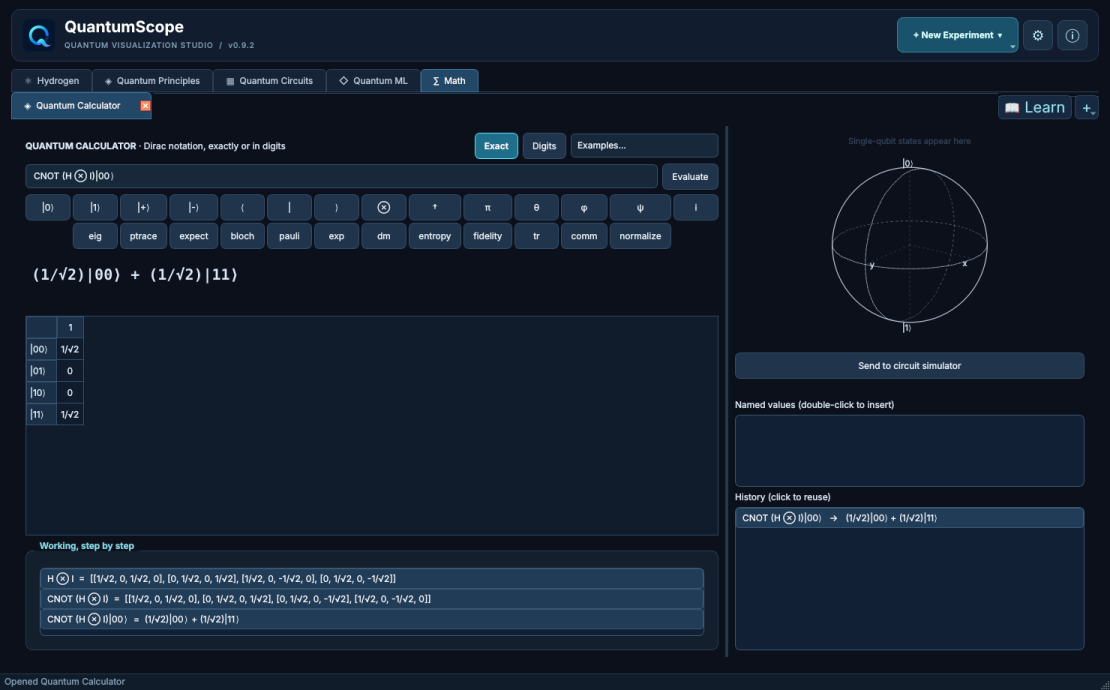 QuantumScope
QUANTUM VISUALIZATION STUDIO / v0.9.2
+ New Experiment
Hydrogen
Quantum Principles
Quantum Circuits
Quantum ML
∑ Math
Quantum Calculator
Learn
+
QUANTUM CALCULATOR · Dirac notation, exactly or in digits
Exact
Digits
Examples...
CNOT (H ⊗ I)|00⟩
Evaluate
|0⟩ |1⟩ |+⟩ |-⟩ ⟨ | ⟩ ⊗ † π θ φ ψ i
eig ptrace expect bloch pauli exp dm entropy fidelity tr comm normalize
(1/√2)|00⟩ + (1/√2)|11⟩
1
|00⟩ 1/√2
|01⟩ 0
|10⟩ 0
|11⟩ 1/√2
Working, step by step
H ⊗ I = [[1/√2, 0, 1/√2, 0], [0, 1/√2, 0, 1/√2], [1/√2, 0, -1/√2, 0], [0, 1/√2, 0, -1/√2]]
CNOT (H ⊗ I) = [[1/√2, 0, 1/√2, 0], [0, 1/√2, 0, 1/√2], [0, 1/√2, 0, -1/√2], [1/√2, 0, -1/√2, 0]]
CNOT (H ⊗ I)|00⟩ = (1/√2)|00⟩ + (1/√2)|11⟩
Single-qubit states appear here
|0⟩
y
x
|1⟩
Send to circuit simulator
Named values (double-click to insert)
History (click to reuse)
CNOT (H ⊗ I)|00⟩ → (1/√2)|00⟩ + (1/√2)|11⟩
Opened Quantum Calculator